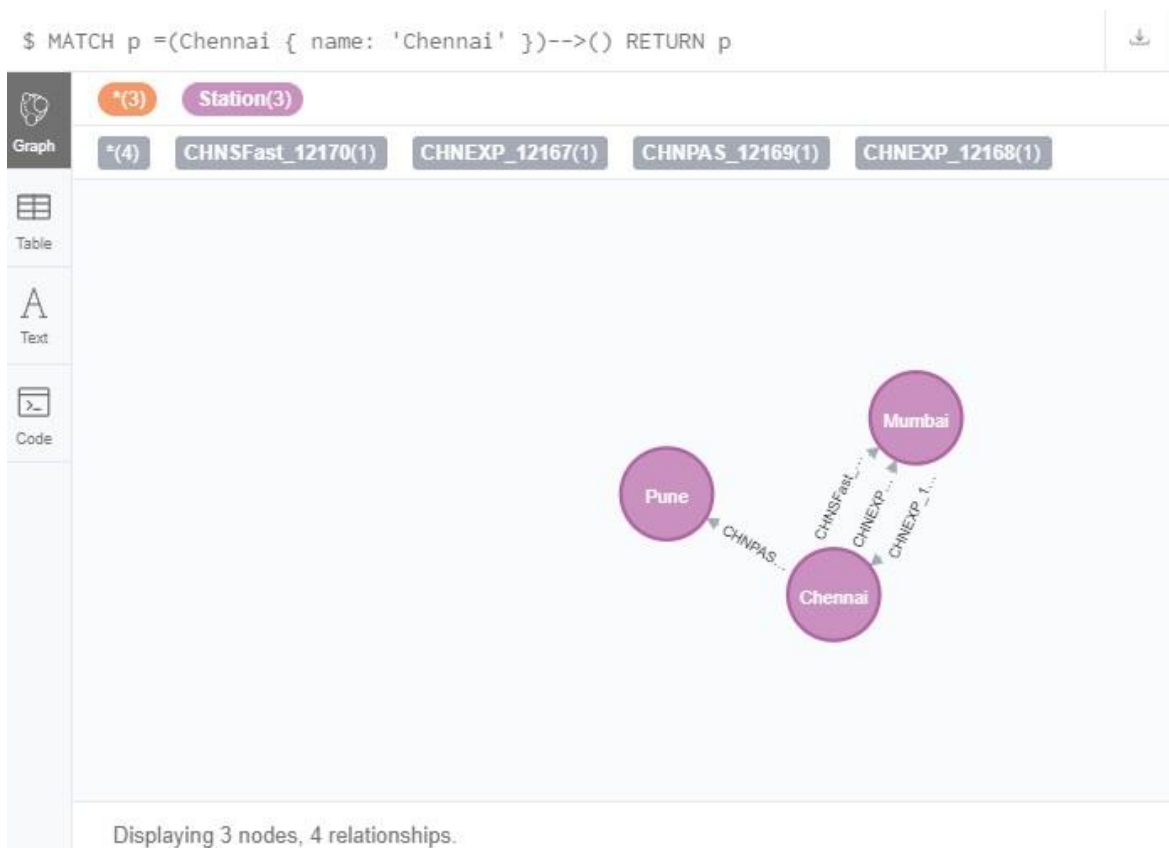 $ MATCH p =(Chennai { name: 'Chennai' })-->() RETURN p
*(3) Station(3)
Graph
*(4) CHNSFast_12170(1) CHNEXP_12167(1) CHNPAS_12169(1) CHNEXP_12168(1)
Table
A
Text
>_
Code
Mumbai
Pune
CHNSFast_...
CHNEXP...
CHNEXP_1...
CHNPAS...
Chennai
Displaying 3 nodes, 4 relationships.